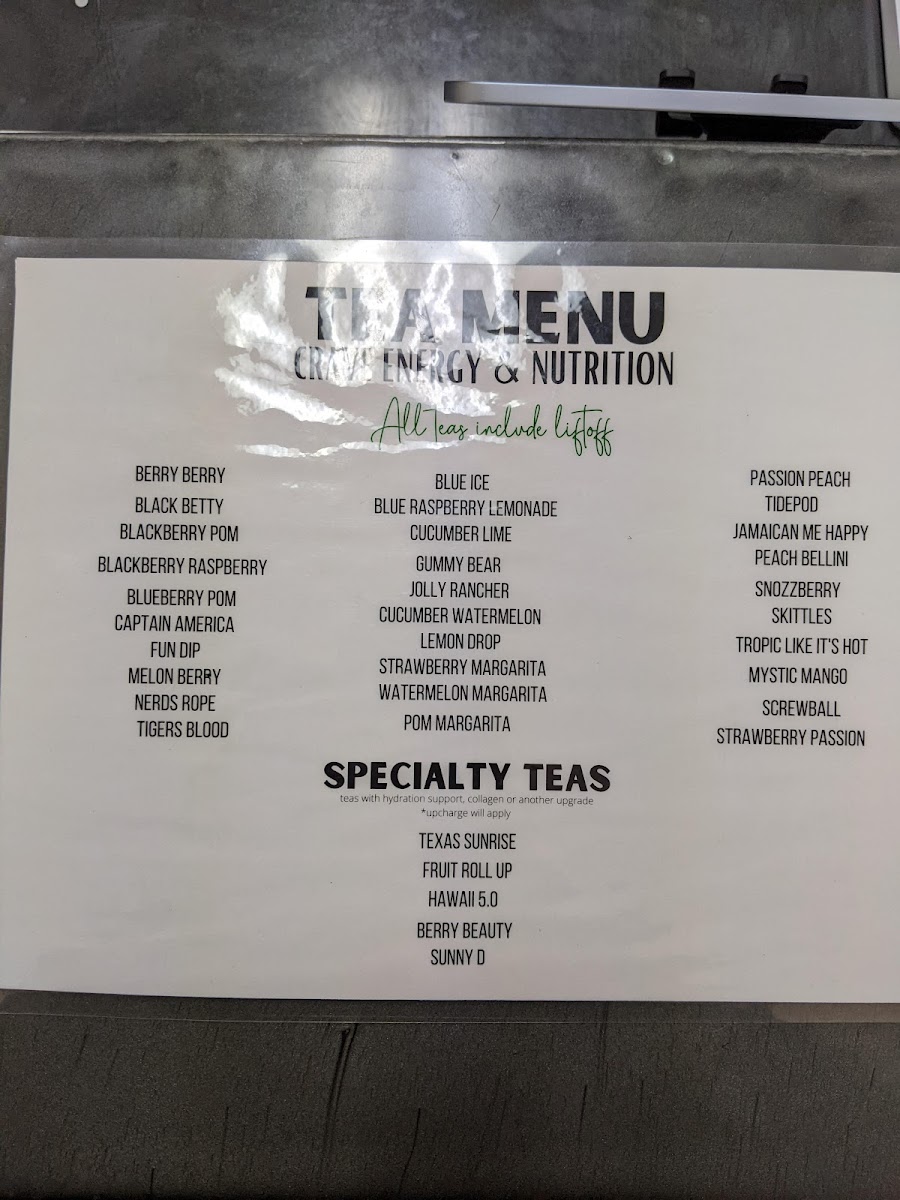 TEA MENU
CRAVE ENERGY & NUTRITION
All teas include liftoff
BERRY BERRY
BLACK BETTY
BLACKBERRY POM
BLACKBERRY RASPBERRY
BLUEBERRY POM
CAPTAIN AMERICA
FUN DIP
MELON BERRY
NERDS ROPE
TIGERS BLOOD
BLUE ICE
BLUE RASPBERRY LEMONADE
CUCUMBER LIME
GUMMY BEAR
JOLLY RANCHER
CUCUMBER WATERMELON
LEMON DROP
STRAWBERRY MARGARITA
WATERMELON MARGARITA
POM MARGARITA
PASSION PEACH
TIDEPOD
JAMAICAN ME HAPPY
PEACH BELLINI
SNOZZBERRY
SKITTLES
TROPIC LIKE IT'S HOT
MYSTIC MANGO
SCREWBALL
STRAWBERRY PASSION
SPECIALTY TEAS
teas with hydration support, collagen or another upgrade
*upcharge will apply
TEXAS SUNRISE
FRUIT ROLL UP
HAWAII 5.0
BERRY BEAUTY
SUNNY D